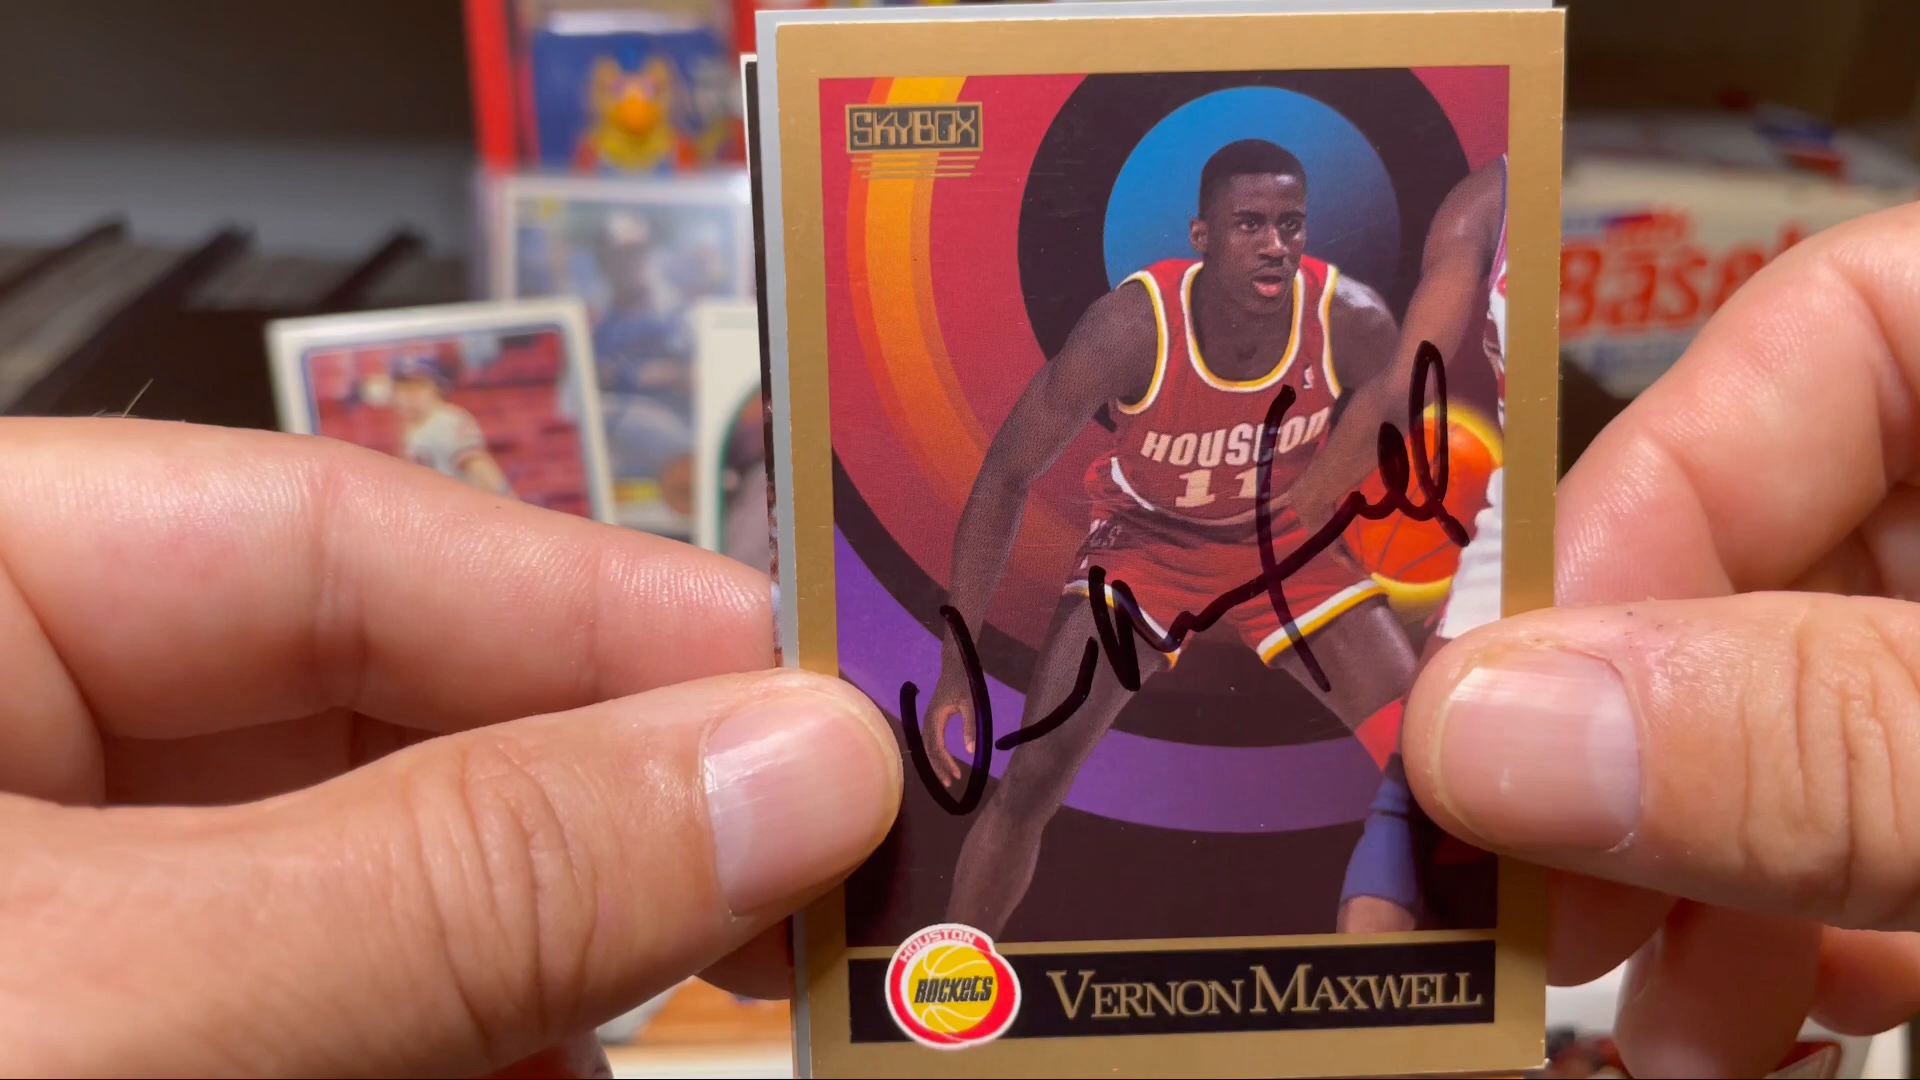 SKYBOX
HOUSTON
11
HOUSTON
ROCKETS
VERNON MAXWELL